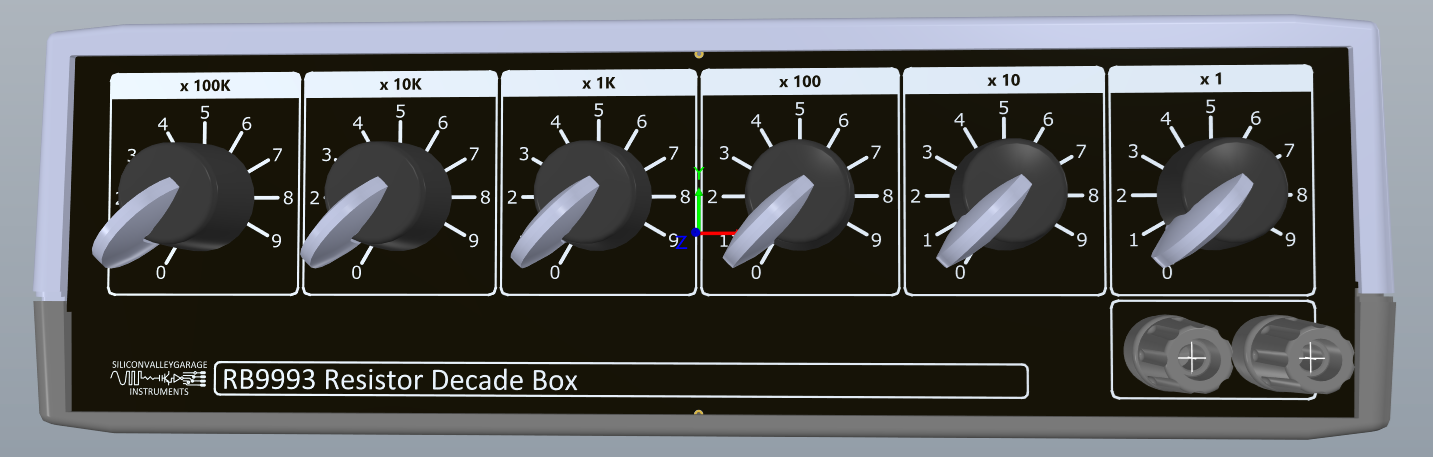 x 100K
x 10K
x 1K
x 100
x 10
x 1
3 4 5 6 7 8 9 0
2 3 4 5 6 7 8 9 0
2 3 4 5 6 7 8 9 0
1 2 3 4 5 6 7 8 9 0
1 2 3 4 5 6 7 8 9 0
1 2 3 4 5 6 7 8 9 0
Y
Z
SILICONVALLEYGARAGE
INSTRUMENTS
RB9993 Resistor Decade Box